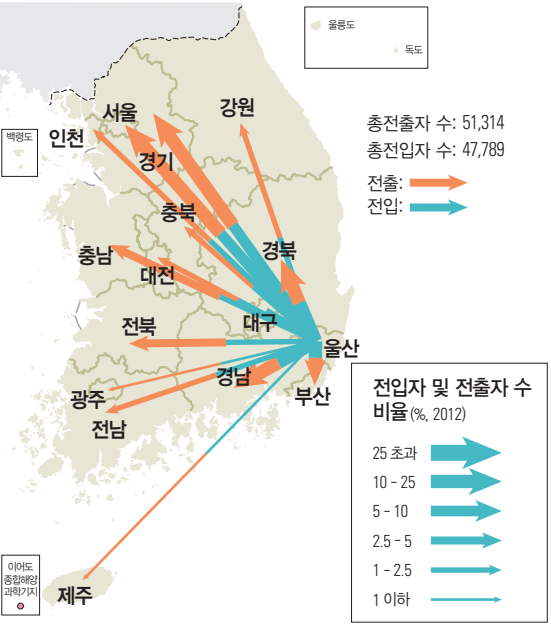 울릉도
독도
백령도
서울
인천
강원
총전출자 수: 51,314
총전입자 수: 47,789
전출:
전입:
경기
충북
충남
대전
경북
대구
전북
울산
경남
부산
광주
전남
제주
이어도
종합해양
과학기지
전입자 및 전출자 수
비율(%, 2012)
25 초과
10 - 25
5 - 10
2.5 - 5
1 - 2.5
1 이하